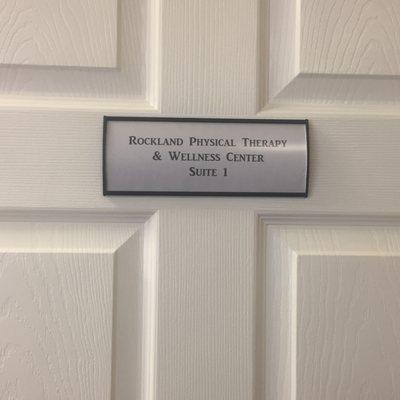 Rockland Physical Therapy
& Wellness Center
Suite 1